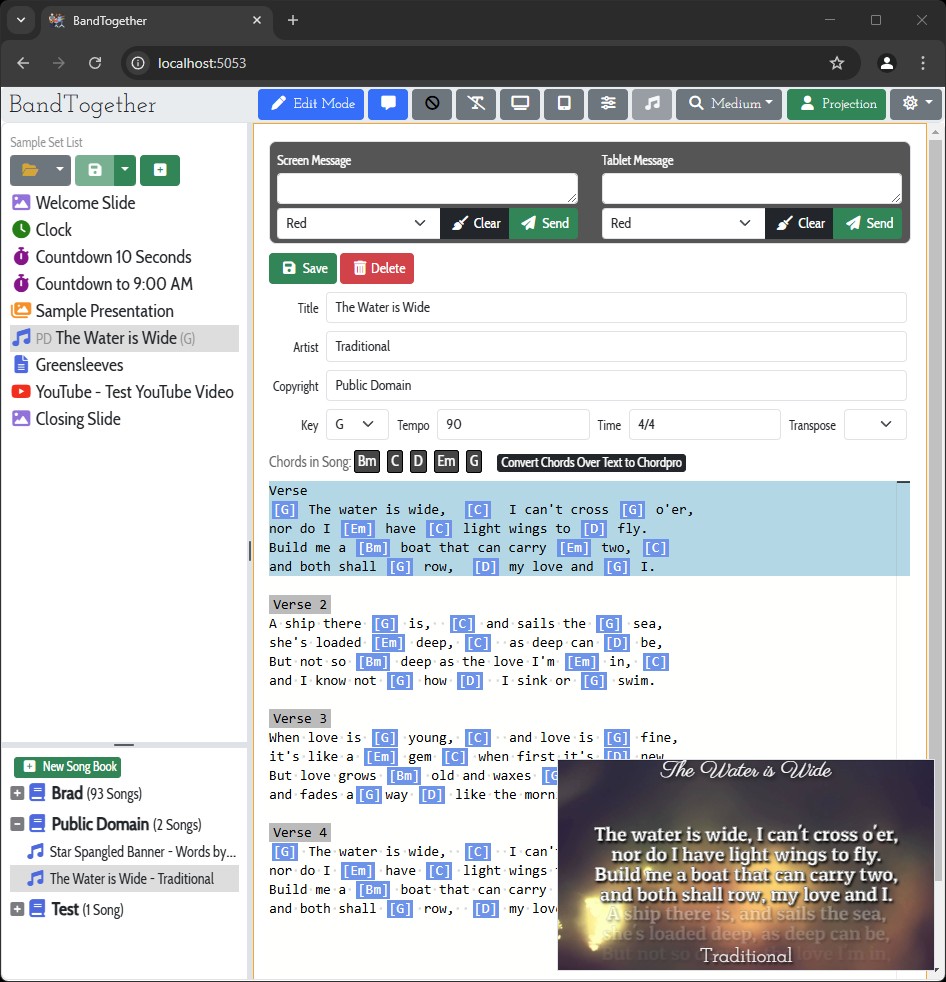 BandTogether
localhost:5053
BandTogether
Edit Mode
Medium
Projection
Sample Set List
Welcome Slide
Clock
Countdown 10 Seconds
Countdown to 9:00 AM
Sample Presentation
PD The Water is Wide (G)
Greensleeves
YouTube - Test YouTube Video
Closing Slide
New Song Book
Brad (93 Songs)
Public Domain (2 Songs)
Star Spangled Banner - Words by...
The Water is Wide - Traditional
Test (1 Song)
Screen Message
Red
Clear
Send
Tablet Message
Red
Clear
Send
Save
Delete
Title The Water is Wide
Artist Traditional
Copyright Public Domain
Key G Tempo 90 Time 4/4 Transpose
Chords in Song: Bm C D Em G Convert Chords Over Text to Chordpro
Verse
[G] The water is wide, [C] I can't cross [G] o'er,
nor do I [Em] have [C] light wings to [D] fly.
Build me a [Bm] boat that can carry [Em] two, [C]
and both shall [G] row, [D] my love and [G] I.
Verse 2
A ship there [G] is, [C] and sails the [G] sea,
she's loaded [Em] deep, [C] as deep can [D] be,
But not so [Bm] deep as the love I'm [Em] in, [C]
and I know not [G] how [D] I sink or [G] swim.
Verse 3
When love is [G] young, [C] and love is [G] fine,
it's like a [Em] gem [C] when first it's [D] new
But love grows [Bm] old and waxes
and fades a[G]way [D] like the morn
Verse 4
[G] The water is wide, [C] I can'
nor do I [Em] have [C] light wings
Build me a [Bm] boat that can carry
and both shall [G] row, [D] my lov
The Water is Wide
The water is wide, I can't cross o'er,
nor do I have light wings to fly.
Build me a boat that can carry two,
and both shall row, my love and I.
A ship there is, and sails the sea,
she's loaded deep, as deep can be,
But not so deep as the love I'm in,
Traditional